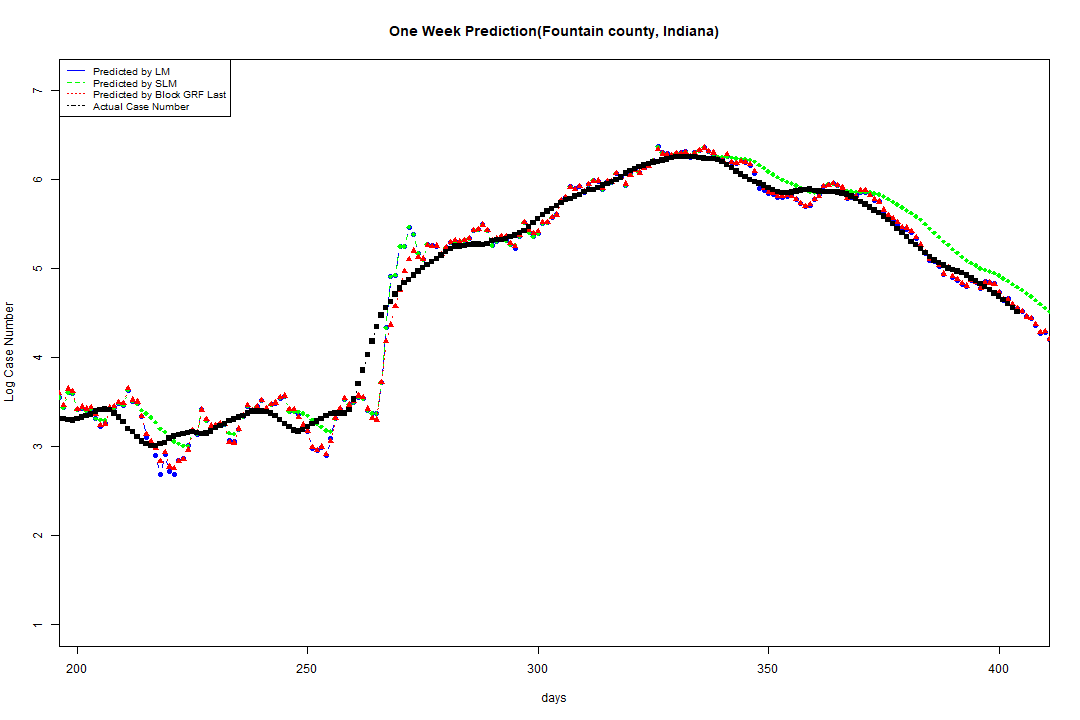 One Week Prediction(Fountain county, Indiana)
Predicted by LM
Predicted by SLM
Predicted by Block GRF Last
Actual Case Number
7
6
5
4
3
2
1
Log Case Number
200 250 300 350 400
days